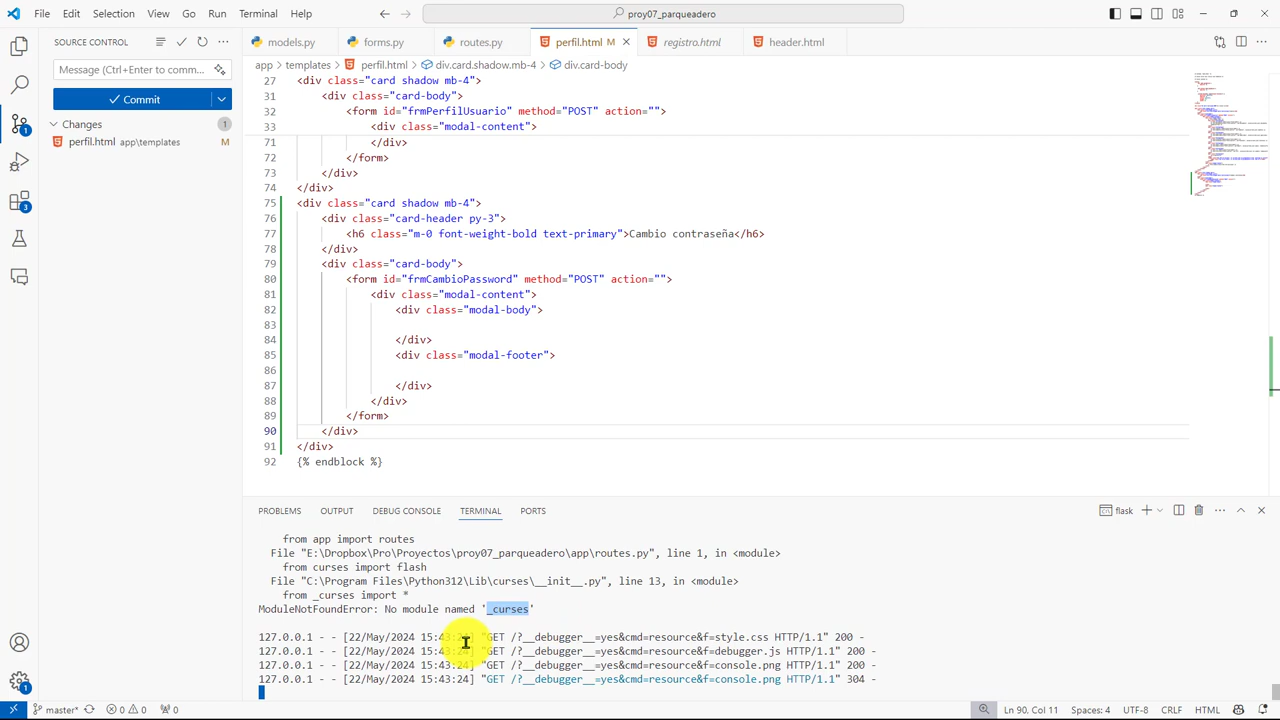 File Edit Selection View Go Run Terminal Help proy07_parqueadero
SOURCE CONTROL
models.py forms.py routes.py perfil.html M registro.html header.html
app templates perfil.html div.card.shadow.mb-4 div.card-body
Message (Ctrl+Enter to comm...
Commit
Changes
perfil.html app\templates M
27 <div class="card shadow mb-4">
31 <div class="card-body">
32 <form id="frmPerfilUsuario" method="POST" action="">
33 <div class="modal-content">
71 </div>
72
73
74 </div>
75 <div class="card shadow mb-4">
76 <div class="card-header py-3">
77 <h6 class="m-0 font-weight-bold text-primary">Cambio contraseña</h6>
78 </div>
79 <div class="card-body">
80 <form id="frmCambioPassword" method="POST" action="">
81 <div class="modal-content">
82 <div class="modal-body">
83
84 </div>
85 <div class="modal-footer">
86
87 </div>
88 </div>
89 </form>
90 </div>
91 </div>
92 {% endblock %}
PROBLEMS OUTPUT DEBUG CONSOLE TERMINAL PORTS flask
from app import routes
File "E:\Dropbox\Pro\Proyectos\proy07_parqueadero\app\routes.py", line 1, in <module>
from curses import flash
File "C:\Program Files\Python312\Lib\curses\__init__.py", line 13, in <module>
from _curses import *
ModuleNotFoundError: No module named '_curses'
127.0.0.1 - - [22/May/2024 15:43:24] "GET /?__debugger__=yes&cmd=resource&f=style.css HTTP/1.1" 200 -
127.0.0.1 - - [22/May/2024 15:43:24] "GET /?__debugger__=yes&cmd=resource&f=debugger.js HTTP/1.1" 200 -
127.0.0.1 - - [22/May/2024 15:43:24] "GET /?__debugger__=yes&cmd=resource&f=console.png HTTP/1.1" 200 -
127.0.0.1 - - [22/May/2024 15:43:24] "GET /?__debugger__=yes&cmd=resource&f=console.png HTTP/1.1" 304 -
master* 0 0 0 Ln 90, Col 11 Spaces: 4 UTF-8 CRLF HTML